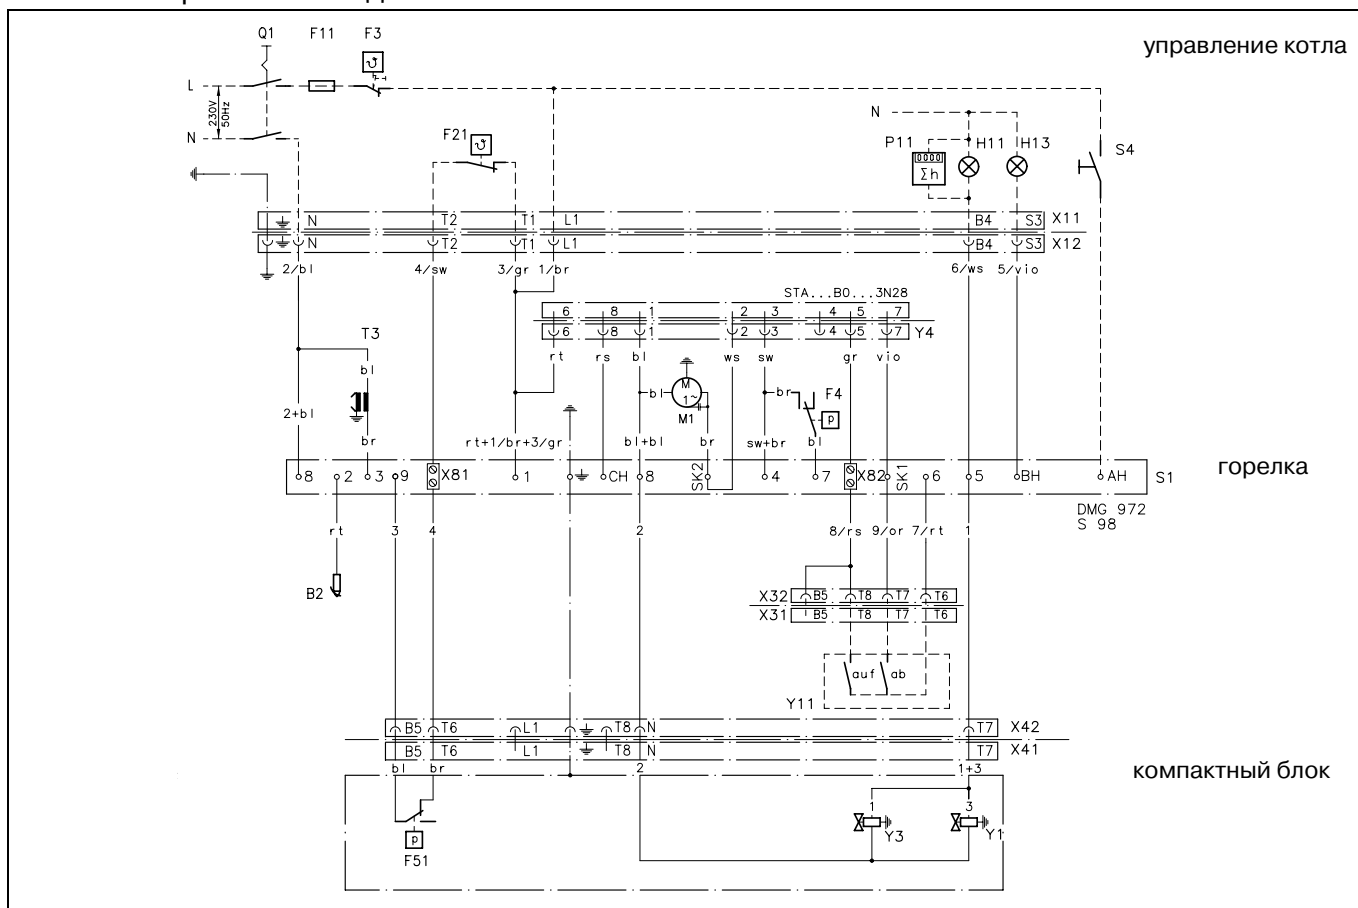 Q1 F11 F3
управление котла
ϑ
L
230V
50Hz
N
N
F21 ϑ
P11 H11 H13
0000
Σh
S4
N T2 T1 L1 B4 S3 X11
N T2 T1 L1 B4 S3 X12
2/bl 4/sw 3/gr 1/br 6/ws 5/vio
STA...BO...3N28
6 8 1 2 3 4 5 7
6 8 1 2 3 4 5 7 Y4
T3
rt rs bl ws sw gr vio
bl
bl M 1~ br F4
M1 p
2+bl
br rt+1/br+3/gr bl+bl br sw+br bl
8 2 3 9 X81 1 CH 8 SK2 4 7 X82 SK1 6 5 BH AH S1
горелка
DMG 972
S 98
rt 3 4 2 8/rs 9/or 7/rt 1
B2
X32 B5 T8 T7 T6
X31 B5 T8 T7 T6
auf ab
Y11
B5 T6 L1 T8 N T7 X42
B5 T6 L1 T8 N T7 X41
bl br 2 1+3
компактный блок
1 3
Y3 Y1
p
F51